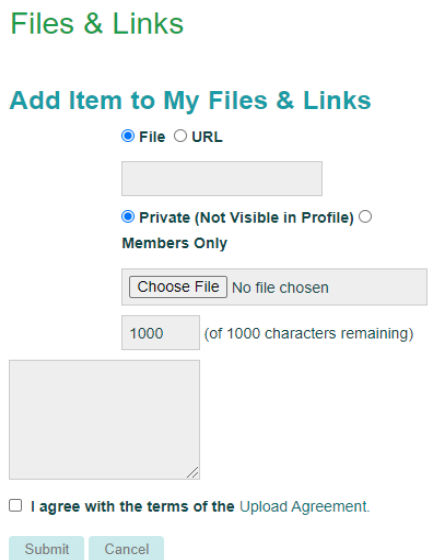 Files & Links
Add Item to My Files & Links
File URL
Private (Not Visible in Profile)
Members Only
Choose File No file chosen
1000 (of 1000 characters remaining)
I agree with the terms of the Upload Agreement.
Submit Cancel